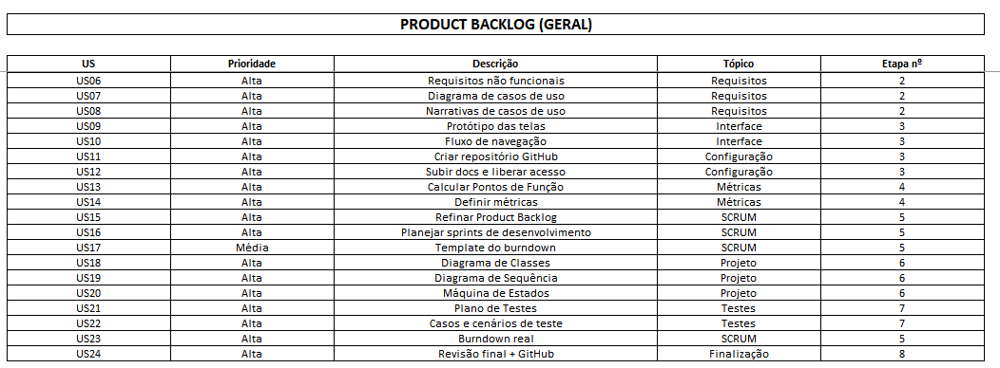 PRODUCT BACKLOG (GERAL)
US Prioridade Descrição Tópico Etapa nº
US06 Alta Requisitos não funcionais Requisitos 2
US07 Alta Diagrama de casos de uso Requisitos 2
US08 Alta Narrativas de casos de uso Requisitos 2
US09 Alta Protótipo das telas Interface 3
US10 Alta Fluxo de navegação Interface 3
US11 Alta Criar repositório GitHub Configuração 3
US12 Alta Subir docs e liberar acesso Configuração 3
US13 Alta Calcular Pontos de Função Métricas 4
US14 Alta Definir métricas Métricas 4
US15 Alta Refinar Product Backlog SCRUM 5
US16 Alta Planejar sprints de desenvolvimento SCRUM 5
US17 Média Template do burndown SCRUM 5
US18 Alta Diagrama de Classes Projeto 6
US19 Alta Diagrama de Sequência Projeto 6
US20 Alta Máquina de Estados Projeto 6
US21 Alta Plano de Testes Testes 7
US22 Alta Casos e cenários de teste Testes 7
US23 Alta Burndown real SCRUM 5
US24 Alta Revisão final + GitHub Finalização 8